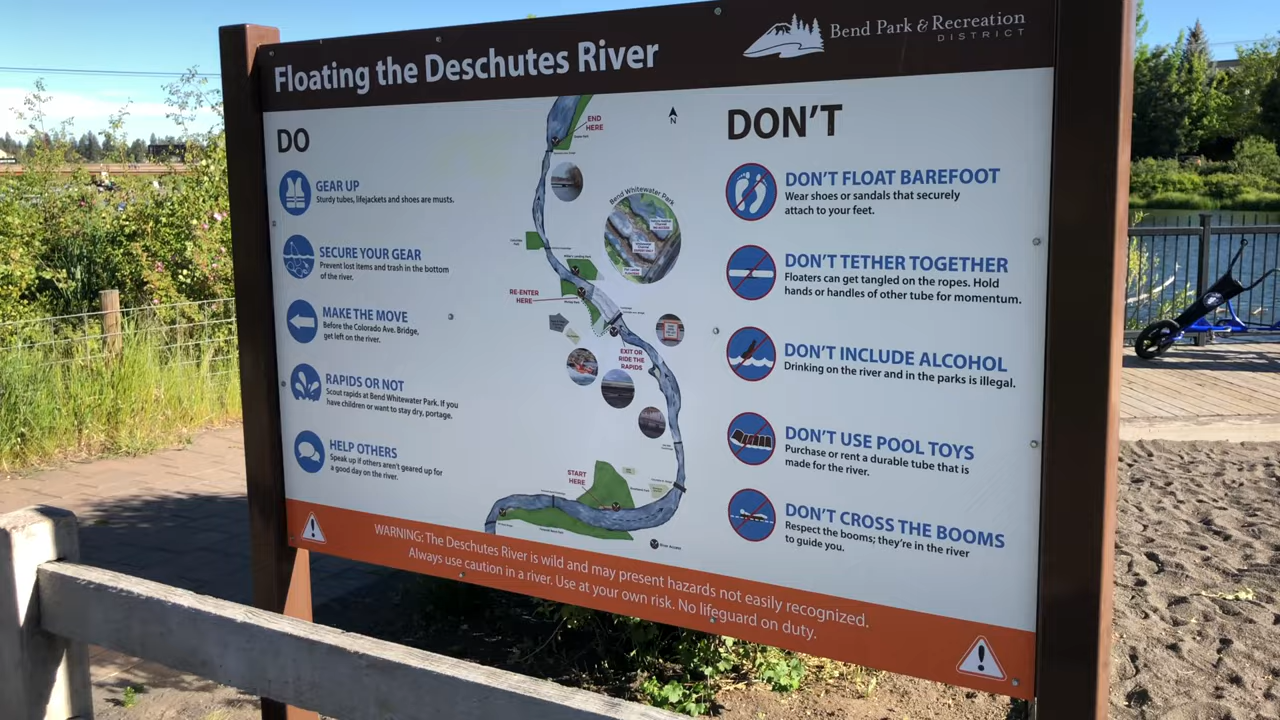 Floating the Deschutes River
Bend Park & Recreation
DISTRICT
DO
GEAR UP
Sturdy tubes, lifejackets and shoes are musts.
SECURE YOUR GEAR
Prevent lost items and trash in the bottom
of the river.
MAKE THE MOVE
Before the Colorado Ave. Bridge,
get left on the river.
RAPIDS OR NOT
Scout rapids at Bend Whitewater Park. If you
have children or want to stay dry, portage.
HELP OTHERS
Speak up if others aren't geared up for
a good day on the river.
END
HERE
N
Bend Whitewater Park
RE-ENTER
HERE
EXIT OR
RIDE THE
RAPIDS
START
HERE
River Access
DON'T
DON'T FLOAT BAREFOOT
Wear shoes or sandals that securely
attach to your feet.
DON'T TETHER TOGETHER
Floaters can get tangled on the ropes. Hold
hands or handles of other tube for momentum.
DON'T INCLUDE ALCOHOL
Drinking on the river and in the parks is illegal.
DON'T USE POOL TOYS
Purchase or rent a durable tube that is
made for the river.
DON'T CROSS THE BOOMS
Respect the booms; they're in the river
to guide you.
WARNING: The Deschutes River is wild and may present hazards not easily recognized.
Always use caution in a river. Use at your own risk. No lifeguard on duty.